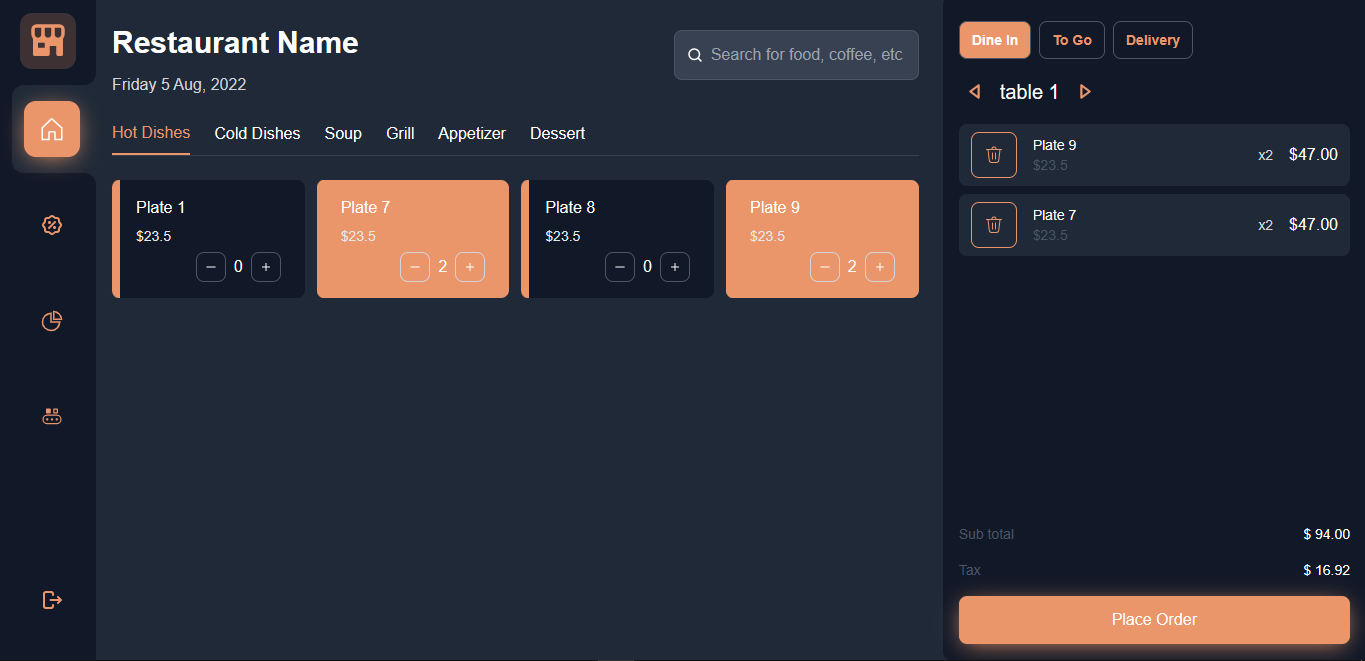 Restaurant Name
Friday 5 Aug, 2022
Search for food, coffee, etc
Hot Dishes Cold Dishes Soup Grill Appetizer Dessert
Plate 1
$23.5
− 0 +
Plate 7
$23.5
− 2 +
Plate 8
$23.5
− 0 +
Plate 9
$23.5
− 2 +
Dine In To Go Delivery
table 1
Plate 9
$23.5
x2 $47.00
Plate 7
$23.5
x2 $47.00
Sub total $ 94.00
Tax $ 16.92
Place Order